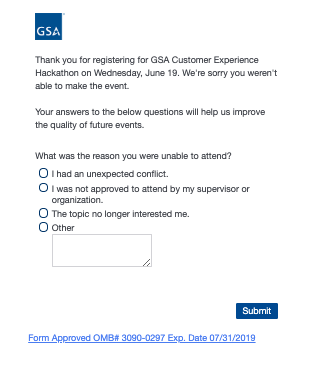 GSA
Thank you for registering for GSA Customer Experience
Hackathon on Wednesday, June 19. We're sorry you weren't
able to make the event.
Your answers to the below questions will help us improve
the quality of future events.
What was the reason you were unable to attend?
I had an unexpected conflict.
I was not approved to attend by my supervisor or
organization.
The topic no longer interested me.
Other
Submit
Form Approved OMB# 3090-0297 Exp. Date 07/31/2019